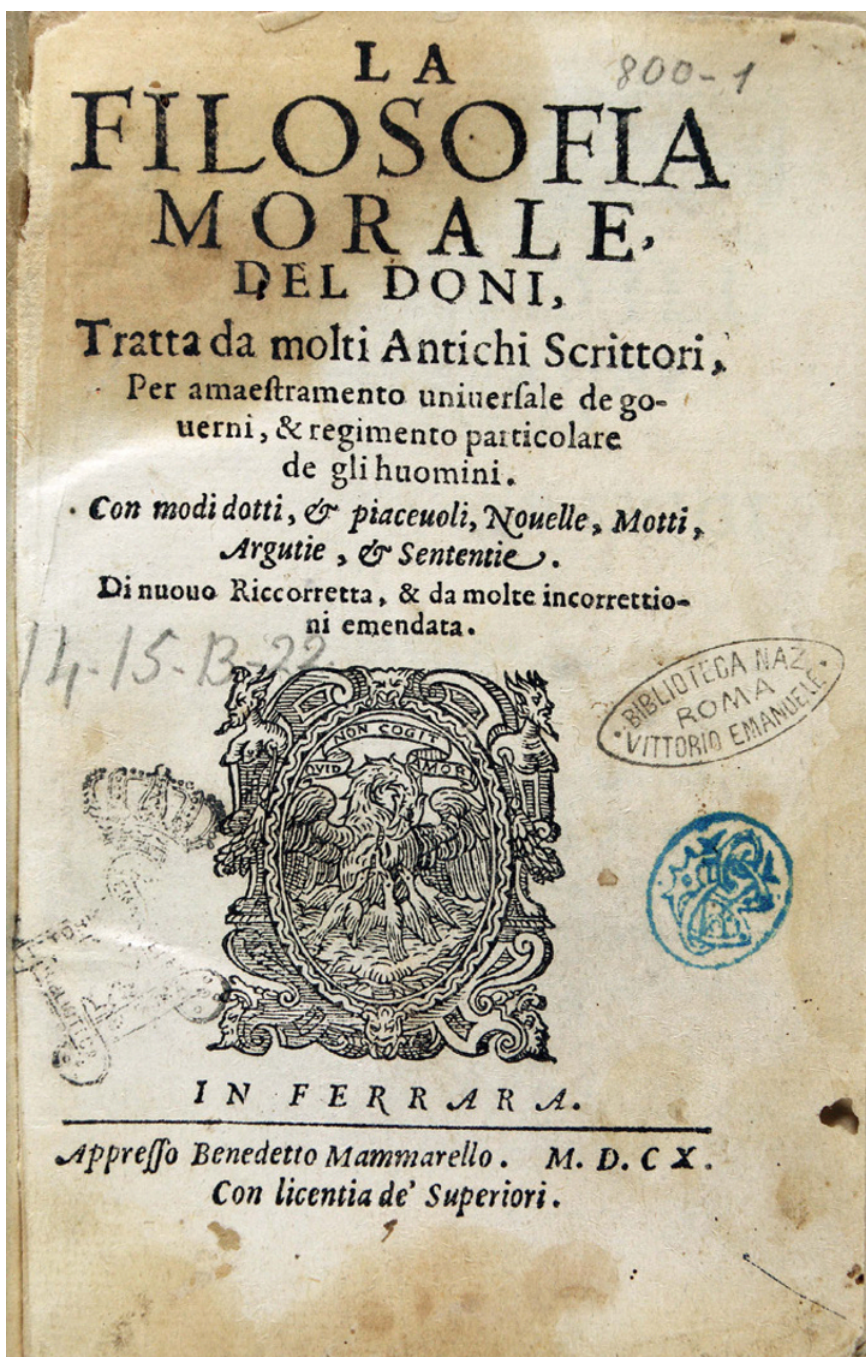 LA
800-1
FILOSOFIA
MORALE,
DEL DONI,
Tratta da molti Antichi Scrittori,
Per amaeſtramento uniuerſale de go-
uerni, & regimento particolare
de gli huomini.
Con modi dotti, & piaceuoli, Nouelle, Motti,
Argutie, & Sententie.
Di nuouo Riccorretta, & da molte incorrettio-
ni emendata.
14-15-B-22
NON COGIT
QVID AMOR
BIBLIOTECA NAZ.
ROMA
VITTORIO EMANUELE
IN FERRARA.
Appreſſo Benedetto Mammarello. M. D. C X.
Con licentia de' Superiori.